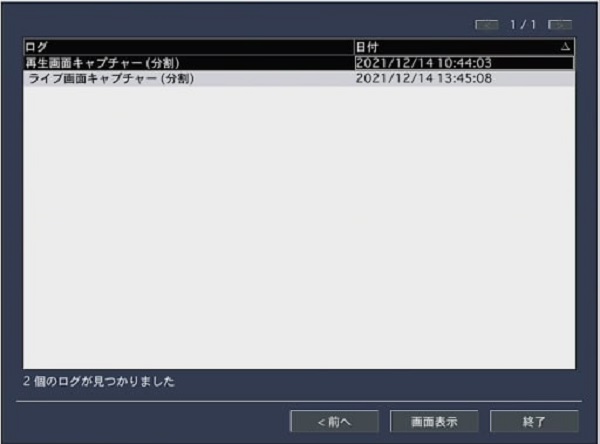 < 1 / 1 >
ログ 日付 △
再生画面キャプチャー (分割) 2021/12/14 10:44:03
ライブ画面キャプチャー (分割) 2021/12/14 13:45:08
2 個のログが見つかりました
< 前へ 画面表示 終了